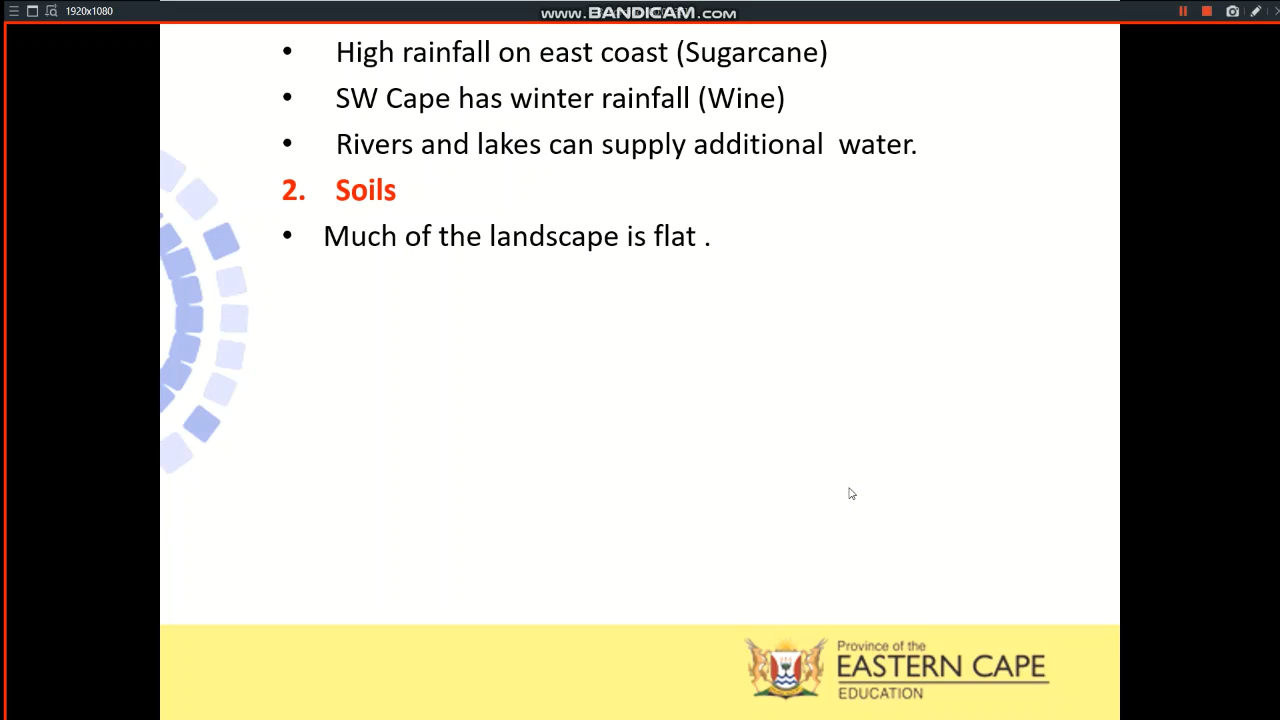 1920x1080
www.BANDICAM.com
• High rainfall on east coast (Sugarcane)
• SW Cape has winter rainfall (Wine)
• Rivers and lakes can supply additional water.
2. Soils
• Much of the landscape is flat .
Province of the
EASTERN CAPE
EDUCATION